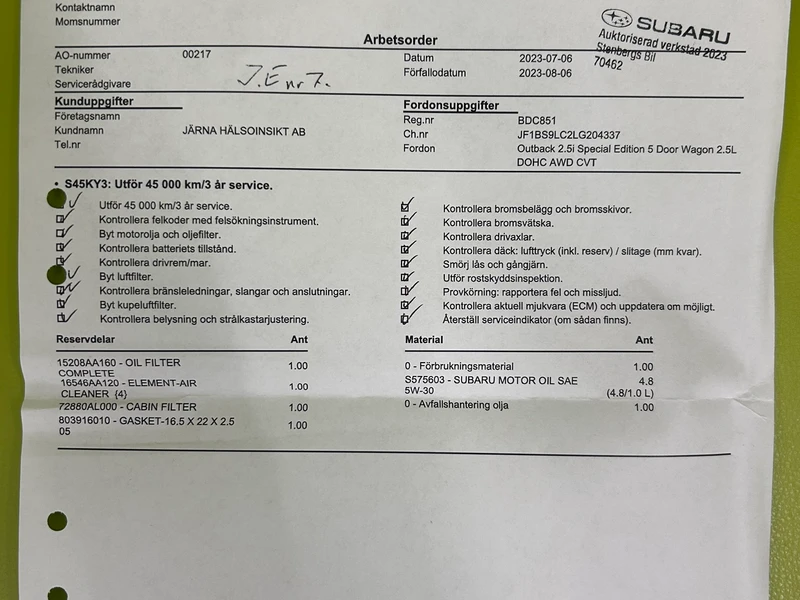 Kontaktnamn
Momsnummer
SUBARU
Auktoriserad verkstad 2023
Stenbergs Bil
70462
Arbetsorder
AO-nummer 00217
Tekniker
Servicerådgivare
J.E nr 7.
Datum 2023-07-06
Förfallodatum 2023-08-06
Kunduppgifter
Företagsnamn
Kundnamn JÄRNA HÄLSOINSIKT AB
Tel.nr
Fordonsuppgifter
Reg.nr BDC851
Ch.nr JF1BS9LC2LG204337
Fordon Outback 2.5i Special Edition 5 Door Wagon 2.5L
DOHC AWD CVT
• S45KY3: Utför 45 000 km/3 år service.
Utför 45 000 km/3 år service.
Kontrollera felkoder med felsökningsinstrument.
Byt motorolja och oljefilter.
Kontrollera batteriets tillstånd.
Kontrollera drivrem/mar.
Byt luftfilter.
Kontrollera bränsleledningar, slangar och anslutningar.
Byt kupeluftfilter.
Kontrollera belysning och strålkastarjustering.
Kontrollera bromsbelägg och bromsskivor.
Kontrollera bromsvätska.
Kontrollera drivaxlar.
Kontrollera däck: lufttryck (inkl. reserv) / slitage (mm kvar).
Smörj lås och gångjärn.
Utför rostskyddsinspektion.
Provkörning: rapportera fel och missljud.
Kontrollera aktuell mjukvara (ECM) och uppdatera om möjligt.
Återställ serviceindikator (om sådan finns).
Reservdelar Ant
15208AA160 - OIL FILTER
COMPLETE 1.00
16546AA120 - ELEMENT-AIR
CLEANER {4} 1.00
72880AL000 - CABIN FILTER 1.00
803916010 - GASKET-16.5 X 22 X 2.5
05 1.00
Material Ant
0 - Förbrukningsmaterial 1.00
S575603 - SUBARU MOTOR OIL SAE 4.8
5W-30 (4.8/1.0 L)
0 - Avfallshantering olja 1.00